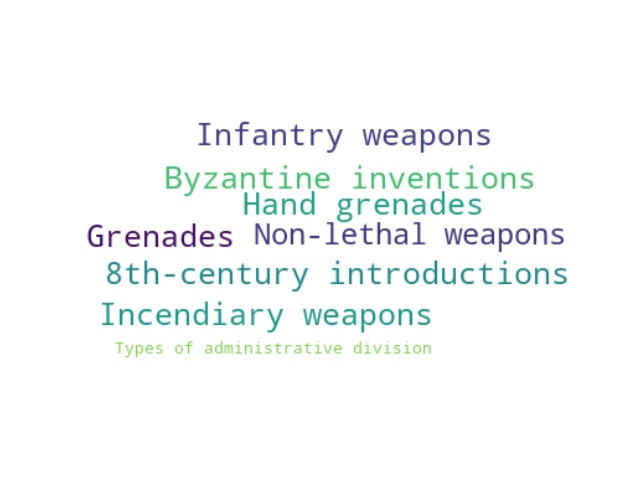 Infantry weapons
Byzantine inventions
Hand grenades
Grenades Non-lethal weapons
8th-century introductions
Incendiary weapons
Types of administrative division